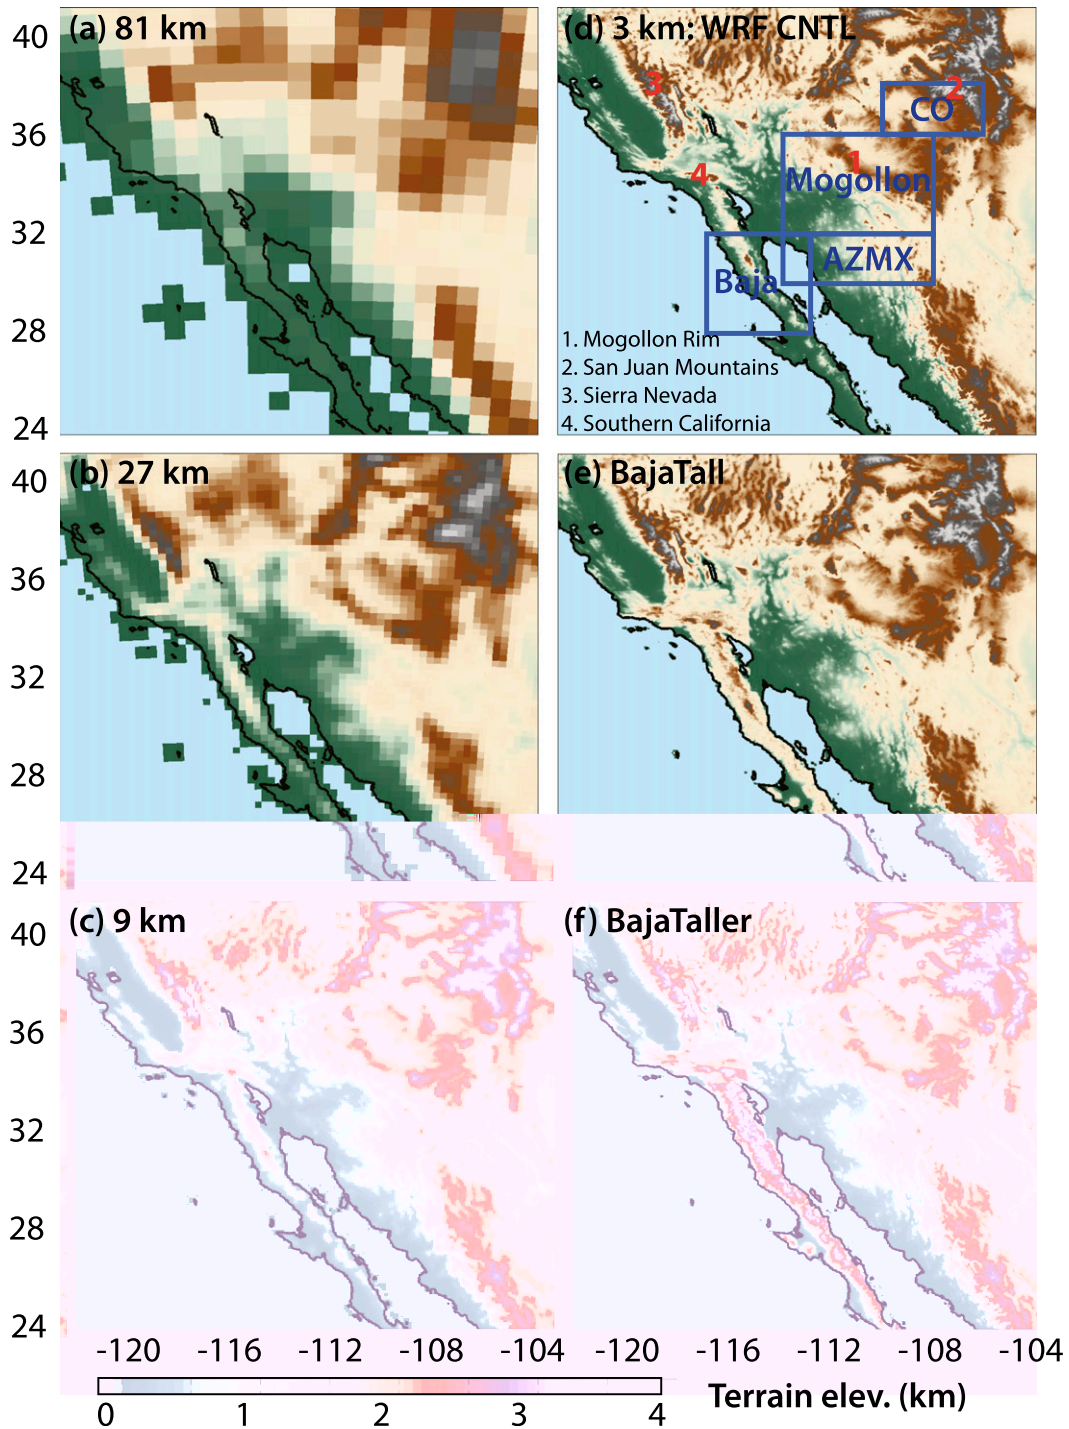 (a) 81 km
40
36
32
28
24
(d) 3 km: WRF CNTL
3
2
CO
1
4
Mogollon
AZMX
Baja
1. Mogollon Rim
2. San Juan Mountains
3. Sierra Nevada
4. Southern California
(b) 27 km
40
36
32
28
24
(e) BajaTall
(c) 9 km
40
36
32
28
24
(f) BajaTaller
-120 -116 -112 -108 -104
-120 -116 -112 -108 -104
0 1 2 3 4
Terrain elev. (km)